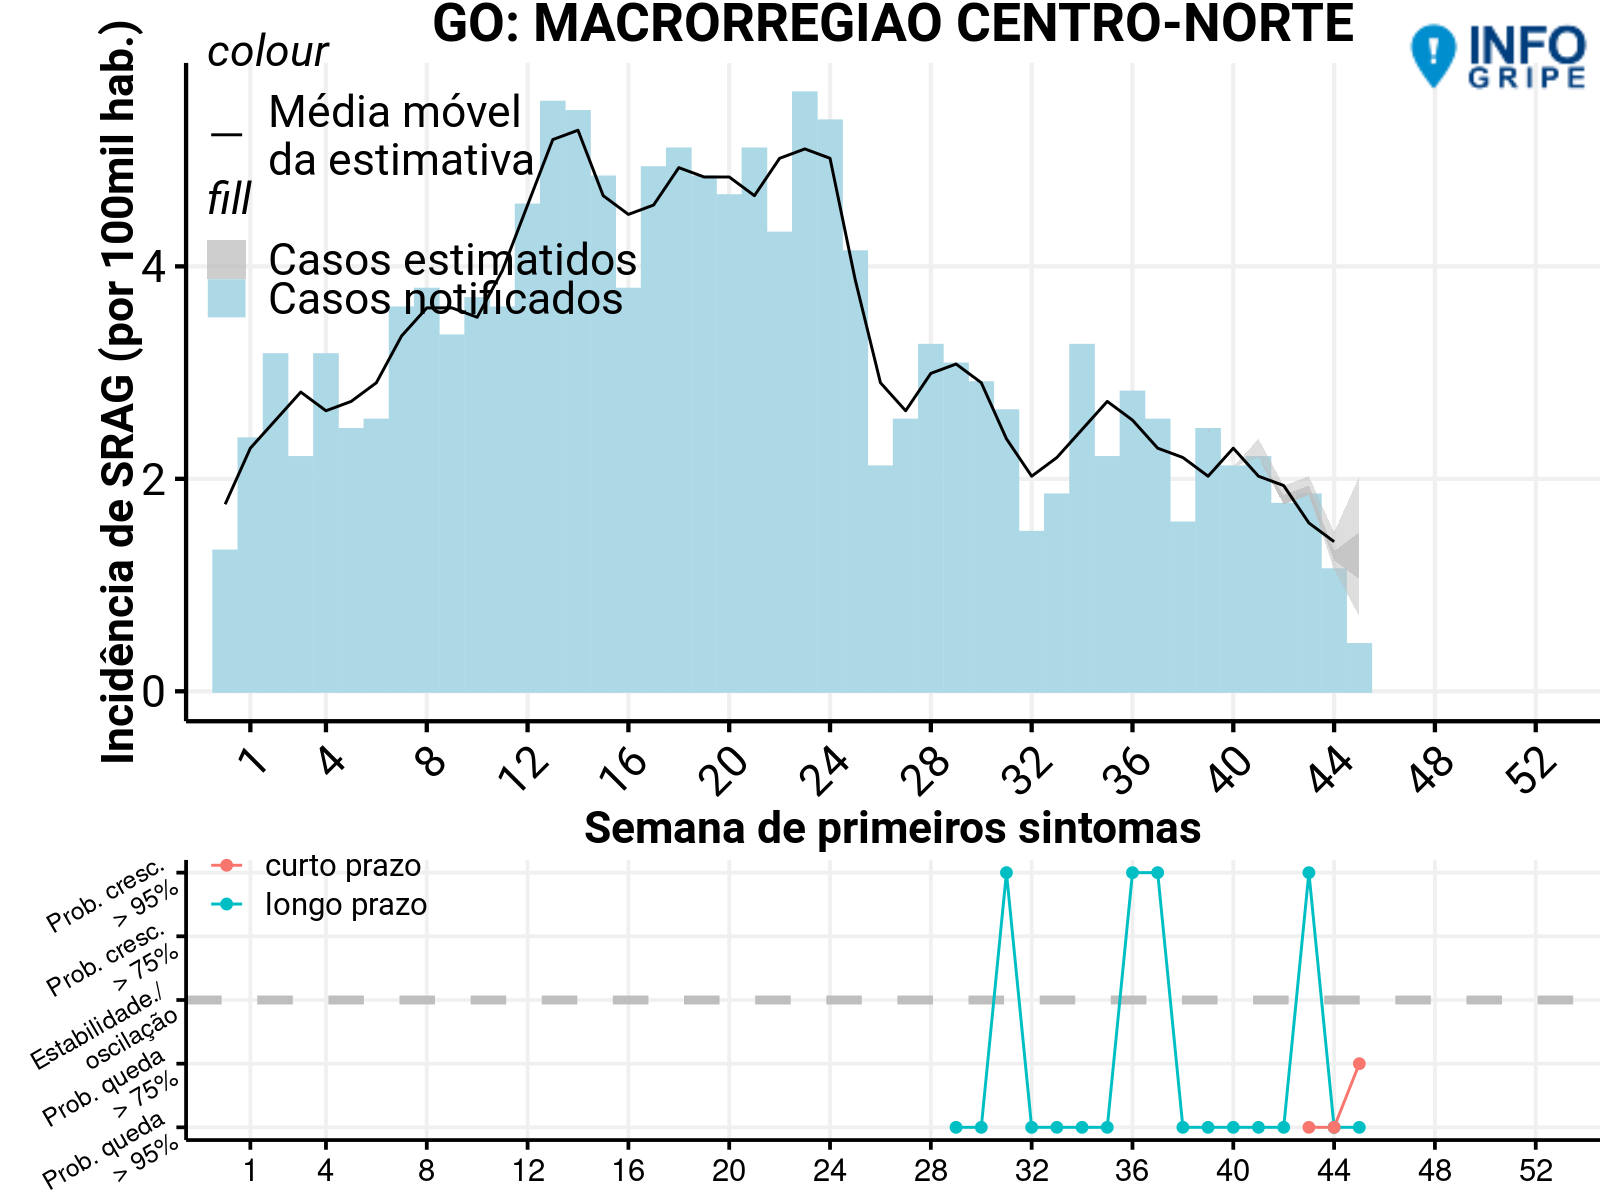 GO: MACRORREGIAO CENTRO-NORTE
INFO
GRIPE
Incidência de SRAG (por 100mil hab.)
colour
Média móvel
da estimativa
fill
Casos estimatidos
Casos notificados
4
2
0
1 4 8 12 16 20 24 28 32 36 40 44 48 52
Semana de primeiros sintomas
curto prazo
longo prazo
Prob. cresc.
> 95%
Prob. cresc.
> 75%
Estabilidade./
oscilação
Prob. queda
> 75%
Prob. queda
> 95%
1 4 8 12 16 20 24 28 32 36 40 44 48 52